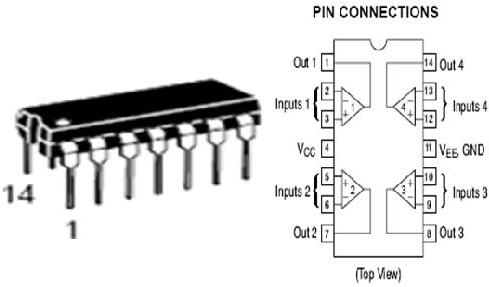 PIN CONNECTIONS
Out 1 1 14 Out 4
Inputs 1 2 3 1 4 13 12 Inputs 4
VCC 4 11 VEE, GND
Inputs 2 5 6 2 3 10 9 Inputs 3
Out 2 7 8 Out 3
(Top View)
14
1